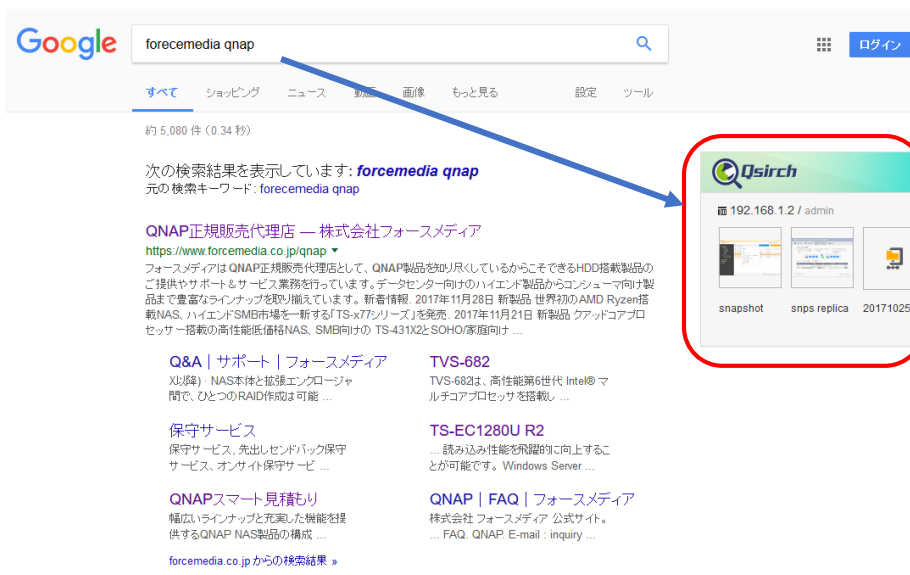 Google
forecemedia qnap
ログイン
すべて ショッピング ニュース 動画 画像 もっと見る 設定 ツール
約 5,080 件 (0.34 秒)
次の検索結果を表示しています: forcemedia qnap
元の検索キーワード: forecemedia qnap
QNAP正規販売代理店 — 株式会社フォースメディア
https://www.forcemedia.co.jp/qnap
フォースメディアは QNAP正規販売代理店として、QNAP製品を知り尽くしているからこそできるHDD搭載製品の
ご提供やサポート&サービス業務を行っています。データセンター向けのハイエンド製品からコンシューマ向け製
品まで豊富なラインナップを取り揃えています。 新着情報. 2017年11月28日 新製品 世界初のAMD Ryzen搭
載NAS、ハイエンドSMB市場を一新する「TS-x77シリーズ」を発売. 2017年11月21日 新製品 クアッドコアプロ
セッサー搭載の高性能低価格NAS、SMB向けの TS-431X2とSOHO/家庭向け ...
Q&A | サポート | フォースメディア
X以降) · NAS本体と拡張エンクロージャ
間で、ひとつのRAID作成は可能 ...
TVS-682
TVS-682は、高性能第6世代 Intel® マ
ルチコアプロセッサを搭載し ...
保守サービス
保守サービス, 先出しセンドバック保守
サービス、オンサイト保守サービ ...
TS-EC1280U R2
... 読み込み性能を飛躍的に向上するこ
とが可能です。 Windows Server ...
QNAPスマート見積もり
幅広いラインナップと充実した機能を提
供するQNAP NAS製品の構成 ...
QNAP | FAQ | フォースメディア
株式会社 フォースメディア 公式サイト。
... FAQ. QNAP. E-mail : inquiry ...
forcemedia.co.jp からの検索結果 »
Qsirch
192.168.1.2 / admin
snapshot snps replica 20171025